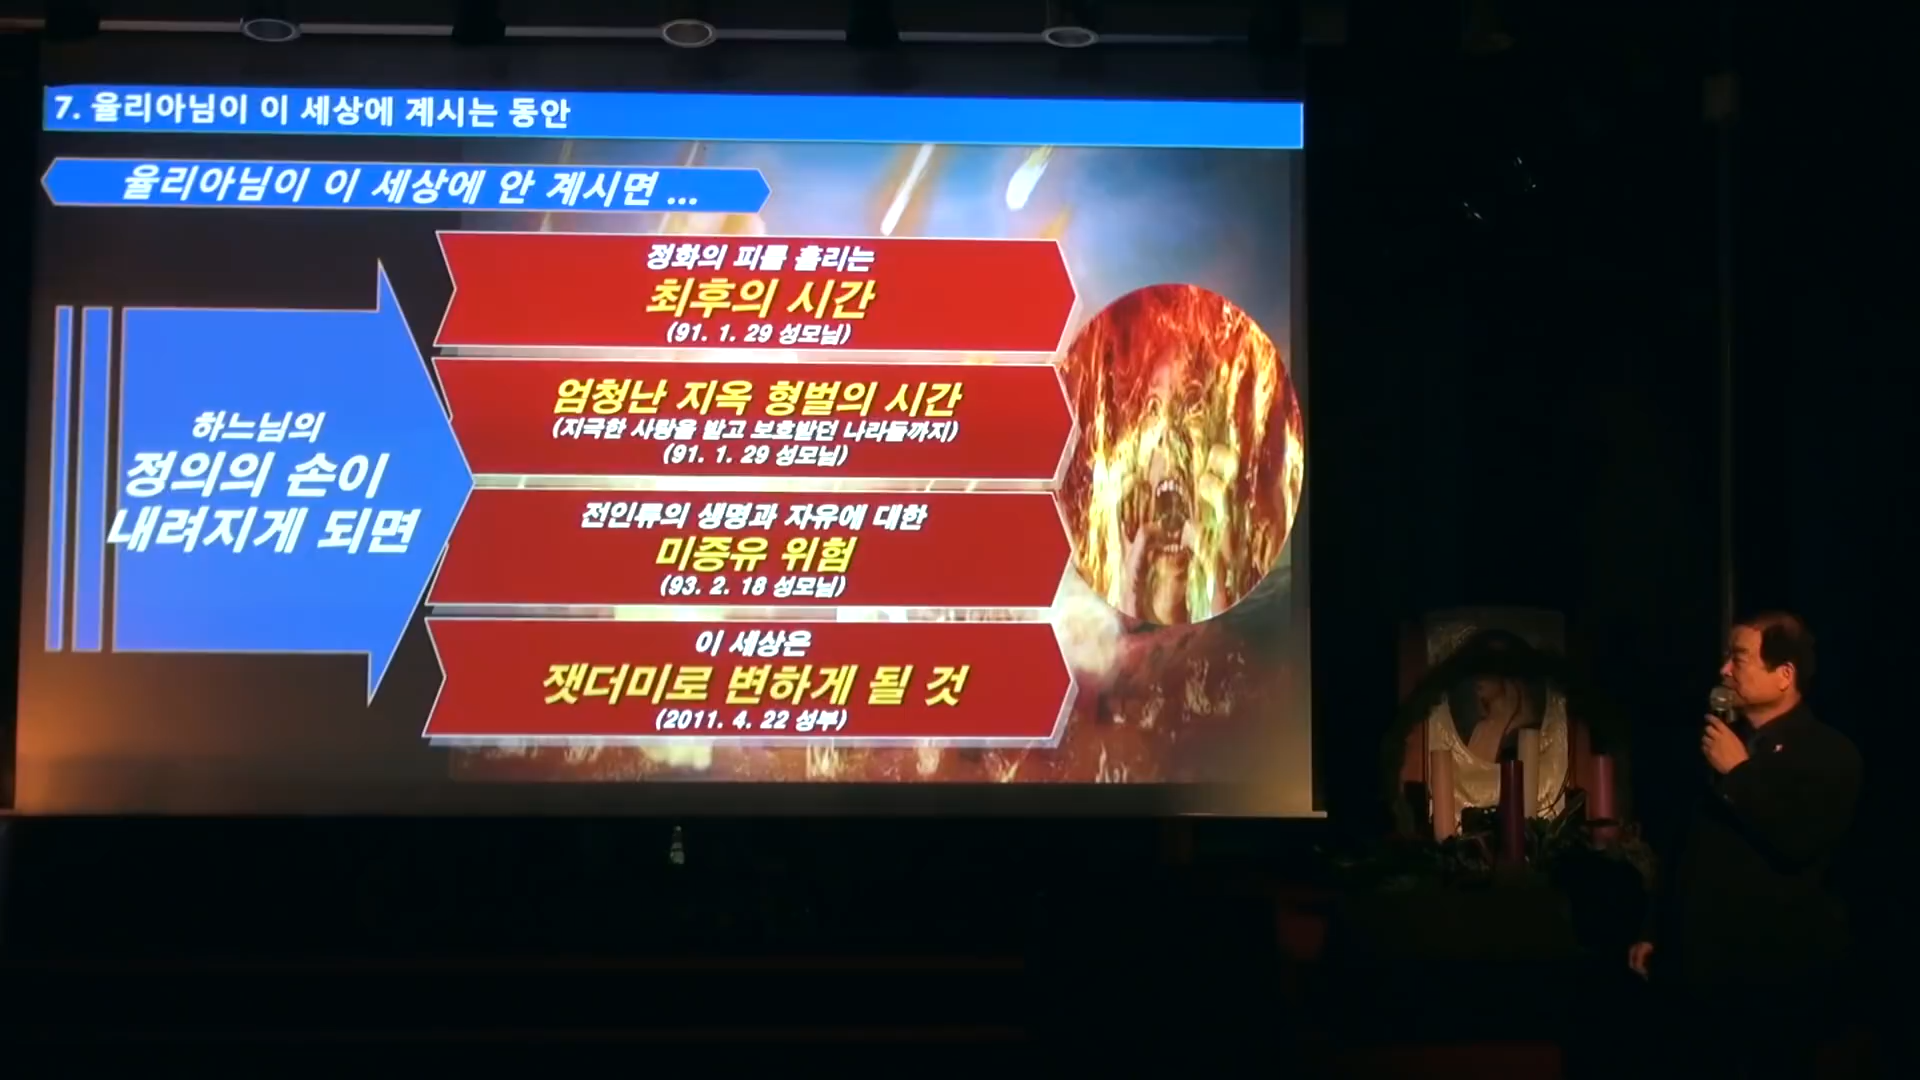 7. 율리아님이 이 세상에 계시는 동안
율리아님이 이 세상에 안 계시면 ...
하느님의
정의의 손이
내려지게 되면
정화의 피를 흘리는
최후의 시간
(91. 1. 29 성모님)
엄청난 지옥 형벌의 시간
(지극한 사랑을 받고 보호받던 나라들까지)
(91. 1. 29 성모님)
전인류의 생명과 자유에 대한
미증유 위험
(93. 2. 18 성모님)
이 세상은
잿더미로 변하게 될 것
(2011. 4. 22 성부)